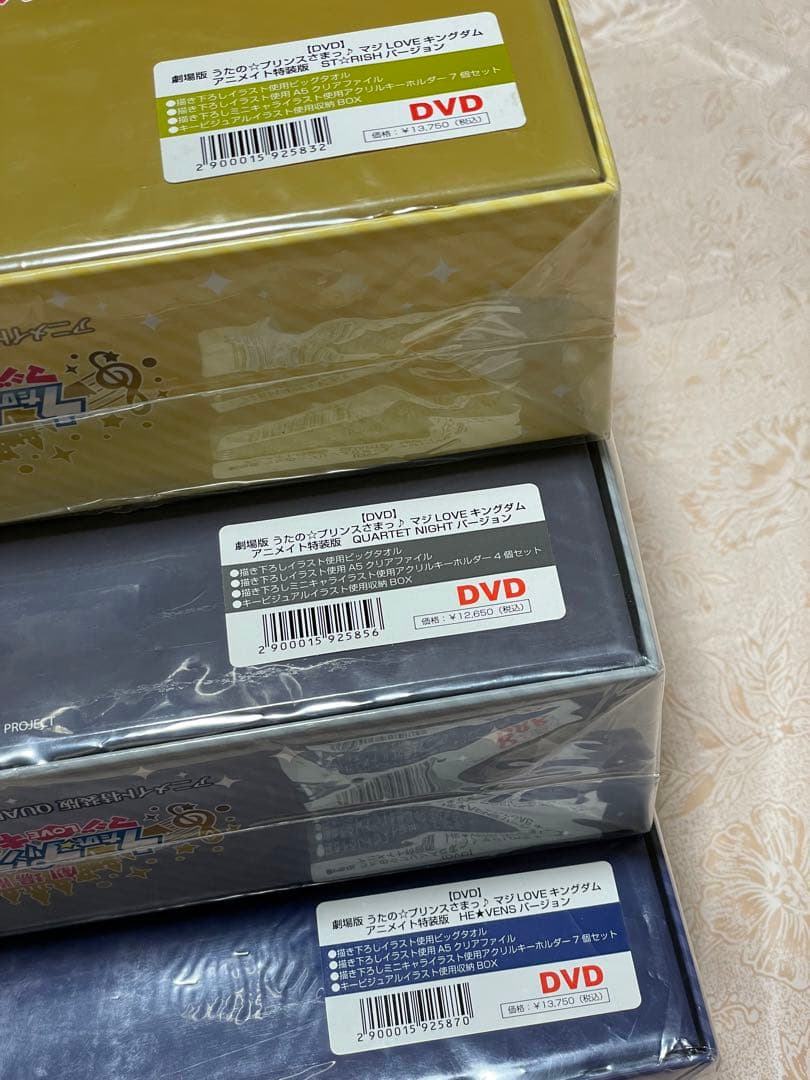 【DVD】
劇場版 うたの☆プリンスさまっ♪ マジLOVEキングダム
アニメイト特装版 ST☆RISHバージョン
●描き下ろしイラスト使用ビッグタオル
●描き下ろしイラスト使用A5クリアファイル
●描き下ろしミニキャライラスト使用アクリルキーホルダー7個セット
●キービジュアルイラスト使用収納BOX
DVD
価格：￥13,750（税込）
2900015925832
アニメイト
【DVD】
劇場版 うたの☆プリンスさまっ♪ マジLOVEキングダム
アニメイト特装版 QUARTET NIGHTバージョン
●描き下ろしイラスト使用ビッグタオル
●描き下ろしイラスト使用A5クリアファイル
●描き下ろしミニキャライラスト使用アクリルキーホルダー4個セット
●キービジュアルイラスト使用収納BOX
DVD
価格：￥12,650（税込）
2900015925856
PROJECT
アニメイト特装版 QUA
【DVD】
劇場版 うたの☆プリンスさまっ♪ マジLOVEキングダム
アニメイト特装版 HE★VENSバージョン
●描き下ろしイラスト使用ビッグタオル
●描き下ろしイラスト使用A5クリアファイル
●描き下ろしミニキャライラスト使用アクリルキーホルダー7個セット
●キービジュアルイラスト使用収納BOX
DVD
価格：￥13,750（税込）
2900015925870